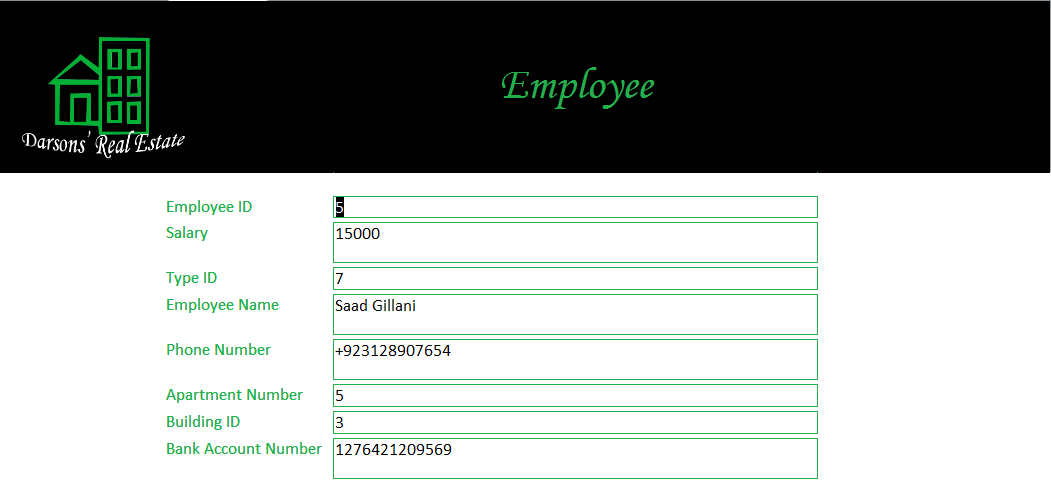 Employee
Darsons' Real Estate
Employee ID 5
Salary 15000
Type ID 7
Employee Name Saad Gillani
Phone Number +923128907654
Apartment Number 5
Building ID 3
Bank Account Number 1276421209569